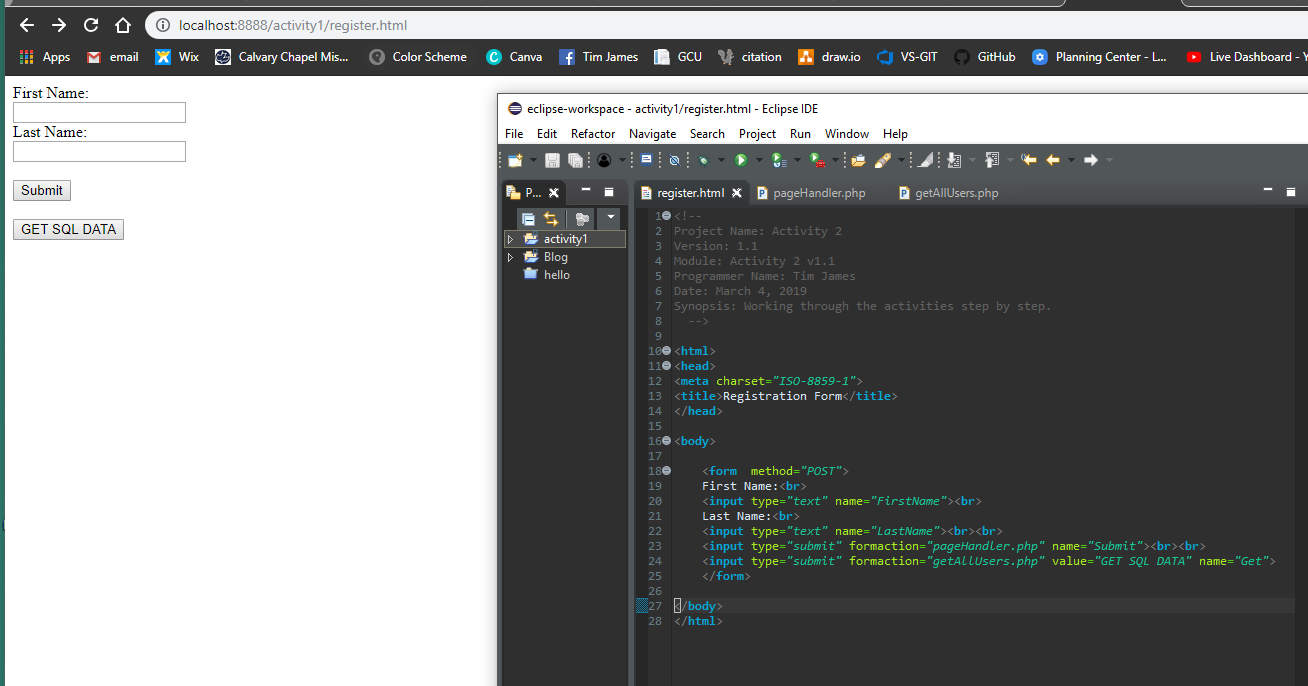 localhost:8888/activity1/register.html
Apps email Wix Calvary Chapel Mis... Color Scheme Canva Tim James GCU citation draw.io VS-GIT GitHub Planning Center - L... Live Dashboard - Y
First Name:
Last Name:
Submit
GET SQL DATA
eclipse-workspace - activity1/register.html - Eclipse IDE
File Edit Refactor Navigate Search Project Run Window Help
P... register.html pageHandler.php getAllUsers.php
activity1
Blog
hello
1 <!--
2 Project Name: Activity 2
3 Version: 1.1
4 Module: Activity 2 v1.1
5 Programmer Name: Tim James
6 Date: March 4, 2019
7 Synopsis: Working through the activities step by step.
8 -->
9
10 <html>
11 <head>
12 <meta charset="ISO-8859-1">
13 <title>Registration Form</title>
14 </head>
15
16 <body>
17
18 <form  method="POST">
19 First Name:<br>
20 <input type="text" name="FirstName"><br>
21 Last Name:<br>
22 <input type="text" name="LastName"><br><br>
23 <input type="submit" formaction="pageHandler.php" name="Submit"><br><br>
24 <input type="submit" formaction="getAllUsers.php" value="GET SQL DATA" name="Get">
25 </form>
26
27 </body>
28 </html>